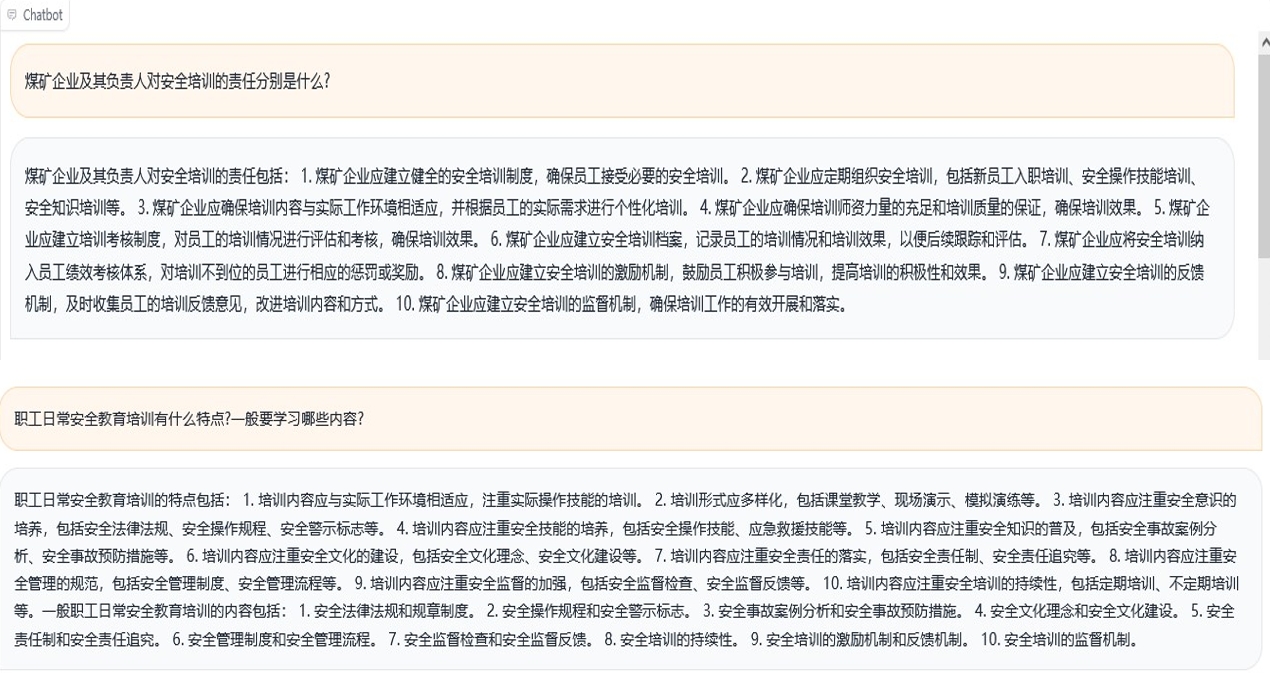 Chatbot
煤矿企业及其负责人对安全培训的责任分别是什么?
煤矿企业及其负责人对安全培训的责任包括： 1. 煤矿企业应建立健全的安全培训制度，确保员工接受必要的安全培训。 2. 煤矿企业应定期组织安全培训，包括新员工入职培训、安全操作技能培训、
安全知识培训等。 3. 煤矿企业应确保培训内容与实际工作环境相适应，并根据员工的实际需求进行个性化培训。 4. 煤矿企业应确保培训师资力量的充足和培训质量的保证，确保培训效果。 5. 煤矿企
业应建立培训考核制度，对员工的培训情况进行评估和考核，确保培训效果。 6. 煤矿企业应建立安全培训档案，记录员工的培训情况和培训效果，以便后续跟踪和评估。 7. 煤矿企业应将安全培训纳
入员工绩效考核体系，对培训不到位的员工进行相应的惩罚或奖励。 8. 煤矿企业应建立安全培训的激励机制，鼓励员工积极参与培训，提高培训的积极性和效果。 9. 煤矿企业应建立安全培训的反馈
机制，及时收集员工的培训反馈意见，改进培训内容和方式。 10. 煤矿企业应建立安全培训的监督机制，确保培训工作的有效开展和落实。
职工日常安全教育培训有什么特点?一般要学习哪些内容?
职工日常安全教育培训的特点包括： 1. 培训内容应与实际工作环境相适应，注重实际操作技能的培训。 2. 培训形式应多样化，包括课堂教学、现场演示、模拟演练等。 3. 培训内容应注重安全意识的
培养，包括安全法律法规、安全操作规程、安全警示标志等。 4. 培训内容应注重安全技能的培养，包括安全操作技能、应急救援技能等。 5. 培训内容应注重安全知识的普及，包括安全事故案例分
析、安全事故预防措施等。 6. 培训内容应注重安全文化的建设，包括安全文化理念、安全文化建设等。 7. 培训内容应注重安全责任的落实，包括安全责任制、安全责任追究等。 8. 培训内容应注重安
全管理的规范，包括安全管理制度、安全管理流程等。 9. 培训内容应注重安全监督的加强，包括安全监督检查、安全监督反馈等。 10. 培训内容应注重安全培训的持续性，包括定期培训、不定期培训
等。一般职工日常安全教育培训的内容包括： 1. 安全法律法规和规章制度。 2. 安全操作规程和安全警示标志。 3. 安全事故案例分析和安全事故预防措施。 4. 安全文化理念和安全文化建设。 5. 安全
责任制和安全责任追究。 6. 安全管理制度和安全管理流程。 7. 安全监督检查和安全监督反馈。 8. 安全培训的持续性。 9. 安全培训的激励机制和反馈机制。 10. 安全培训的监督机制。